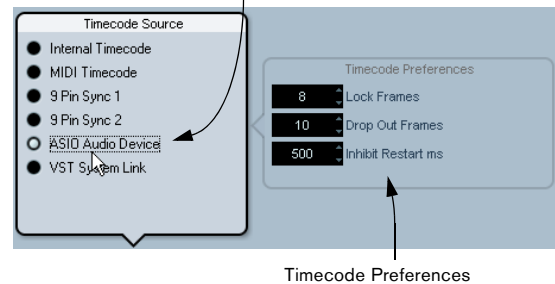 Timecode Source
Internal Timecode
MIDI Timecode
9 Pin Sync 1
9 Pin Sync 2
ASIO Audio Device
VST System Link
Timecode Preferences
8 Lock Frames
10 Drop Out Frames
500 Inhibit Restart ms
Timecode Preferences